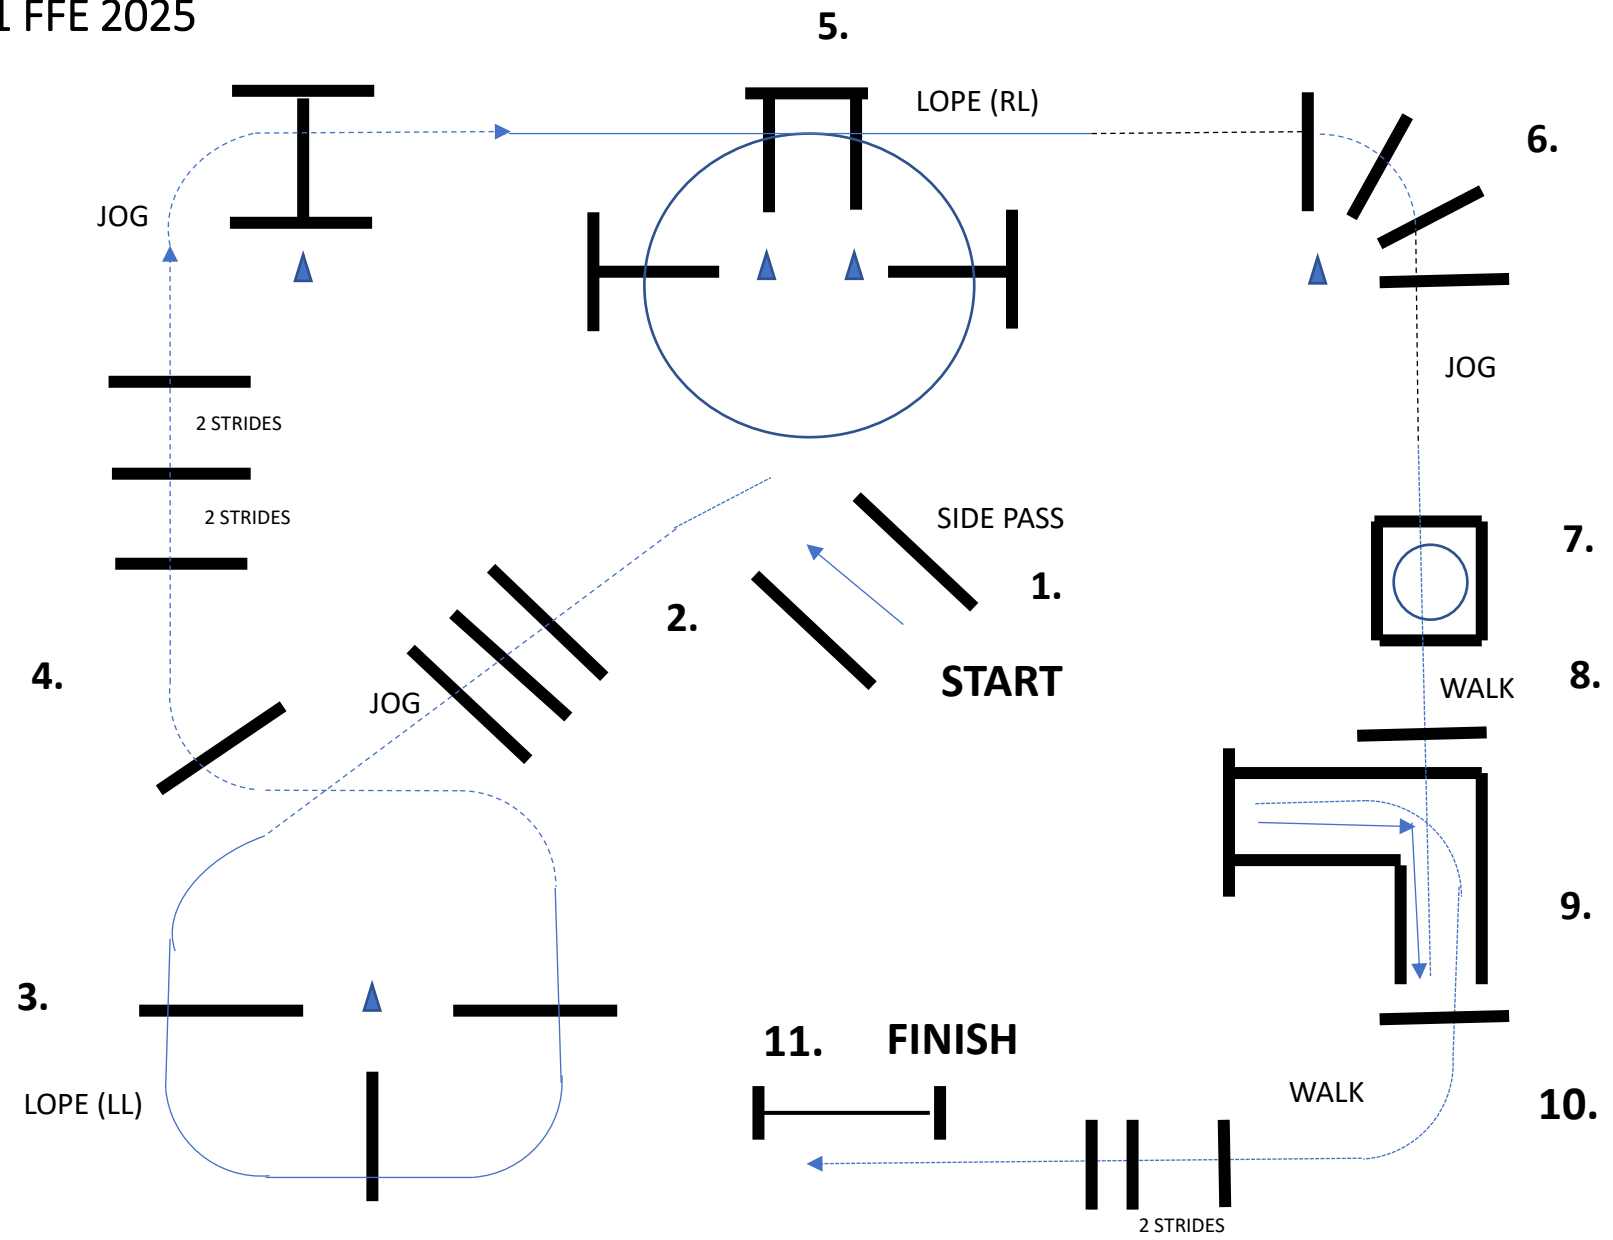 1 FFE 2025
5.
LOPE (RL)
6.
JOG
JOG
2 STRIDES
2 STRIDES
SIDE PASS
7.
1.
2.
START
4.
JOG
WALK
8.
9.
3.
11. FINISH
LOPE (LL)
WALK
10.
2 STRIDES